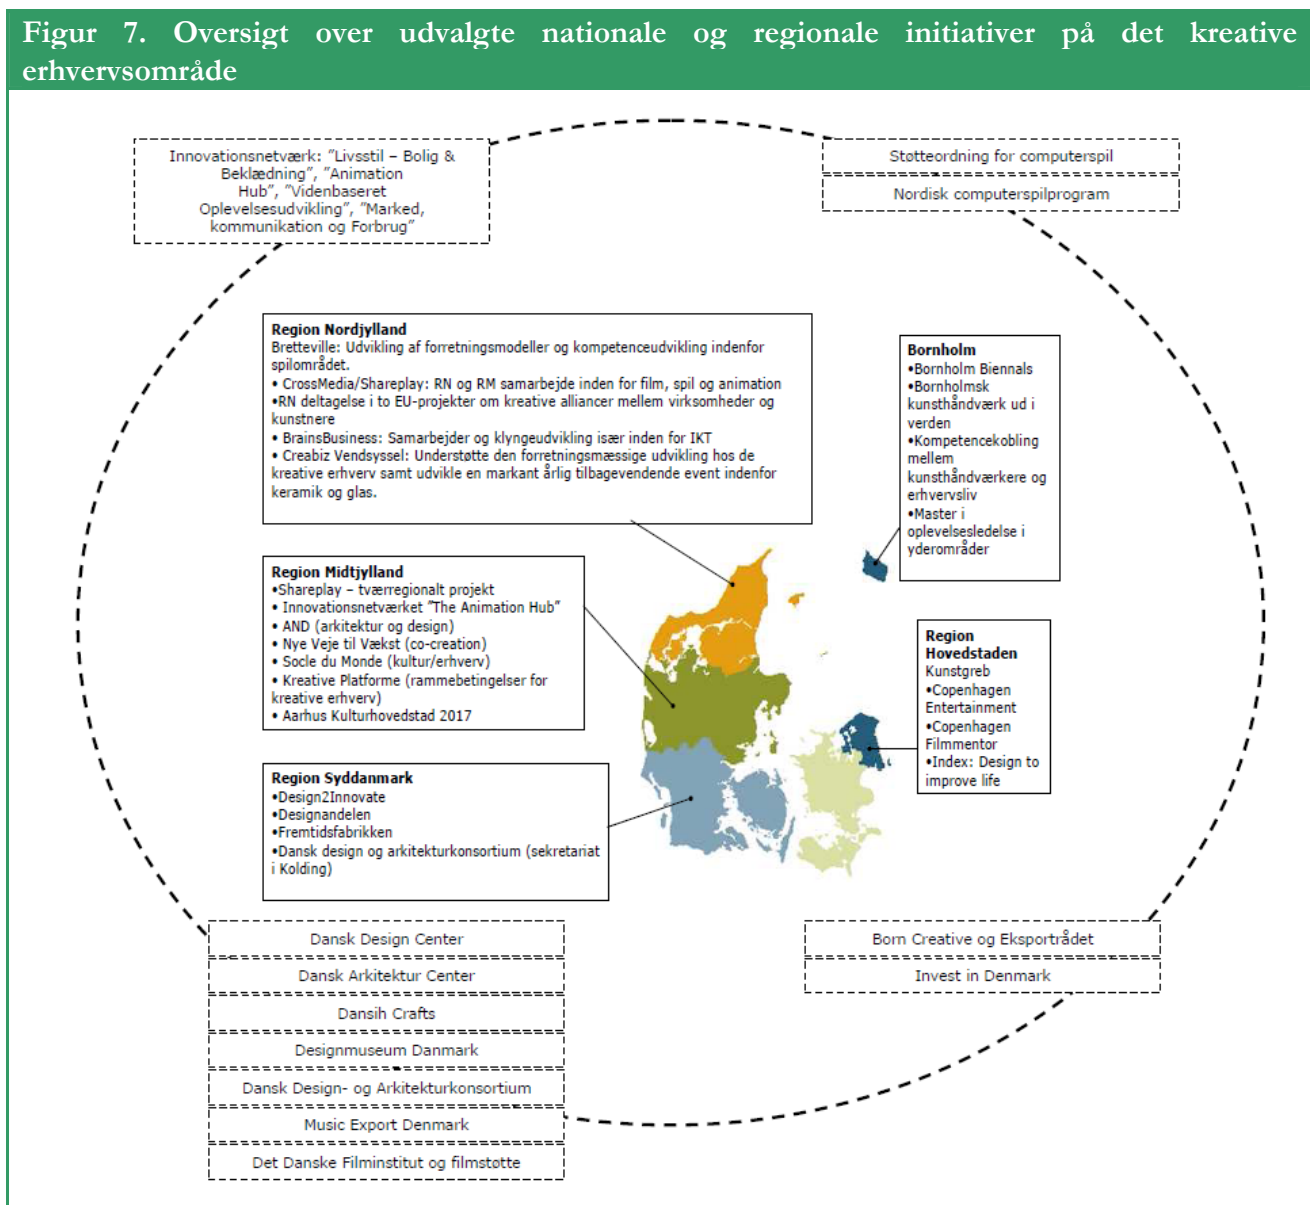 Figur 7. Oversigt over udvalgte nationale og regionale initiativer på det kreative
erhvervsområde
Innovationsnetværk: "Livsstil – Bolig &
Beklædning", "Animation
Hub", "Videnbaseret
Oplevelsesudvikling", "Marked,
kommunikation og Forbrug"
Støtteordning for computerspil
Nordisk computerspilprogram
Region Nordjylland
Bretteville: Udvikling af forretningsmodeller og kompetenceudvikling indenfor
spilområdet.
• CrossMedia/Shareplay: RN og RM samarbejde inden for film, spil og animation
•RN deltagelse i to EU-projekter om kreative alliancer mellem virksomheder og
kunstnere
• BrainsBusiness: Samarbejder og klyngeudvikling især inden for IKT
• Creabiz Vendsyssel: Understøtte den forretningsmæssige udvikling hos de
kreative erhverv samt udvikle en markant årlig tilbagevendende event indenfor
keramik og glas.
Bornholm
•Bornholm Biennals
•Bornholmsk
kunsthåndværk ud i
verden
•Kompetencekobling
mellem
kunsthåndværkere og
erhvervsliv
•Master i
oplevelsesledelse i
yderområder
Region Midtjylland
•Shareplay – tværregionalt projekt
• Innovationsnetværket "The Animation Hub"
• AND (arkitektur og design)
• Nye Veje til Vækst (co-creation)
• Socle du Monde (kultur/erhverv)
• Kreative Platforme (rammebetingelser for
kreative erhverv)
• Aarhus Kulturhovedstad 2017
Region
Hovedstaden
Kunstgreb
•Copenhagen
Entertainment
•Copenhagen
Filmmentor
•Index: Design to
improve life
Region Syddanmark
•Design2Innovate
•Designandelen
•Fremtidsfabrikken
•Dansk design og arkitekturkonsortium (sekretariat
i Kolding)
Dansk Design Center
Dansk Arkitektur Center
Dansih Crafts
Designmuseum Danmark
Dansk Design- og Arkitekturkonsortium
Music Export Denmark
Det Danske Filminstitut og filmstøtte
Born Creative og Eksportrådet
Invest in Denmark